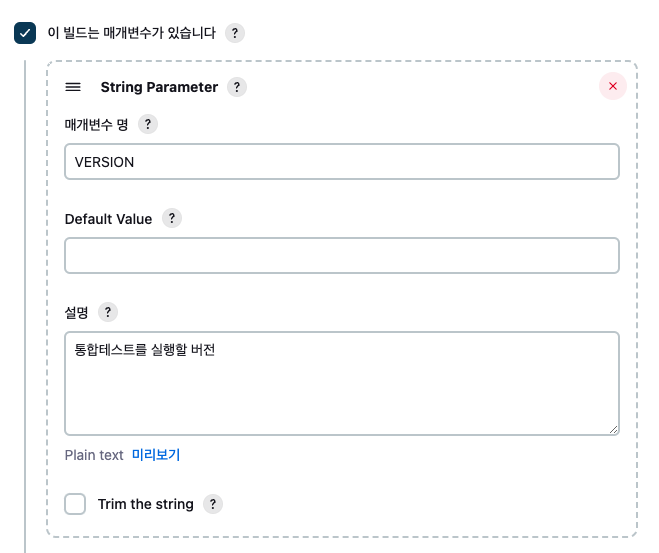 이 빌드는 매개변수가 있습니다 ?
String Parameter ?
매개변수 명 ?
VERSION
Default Value ?
설명 ?
통합테스트를 실행할 버전
Plain text 미리보기
Trim the string ?